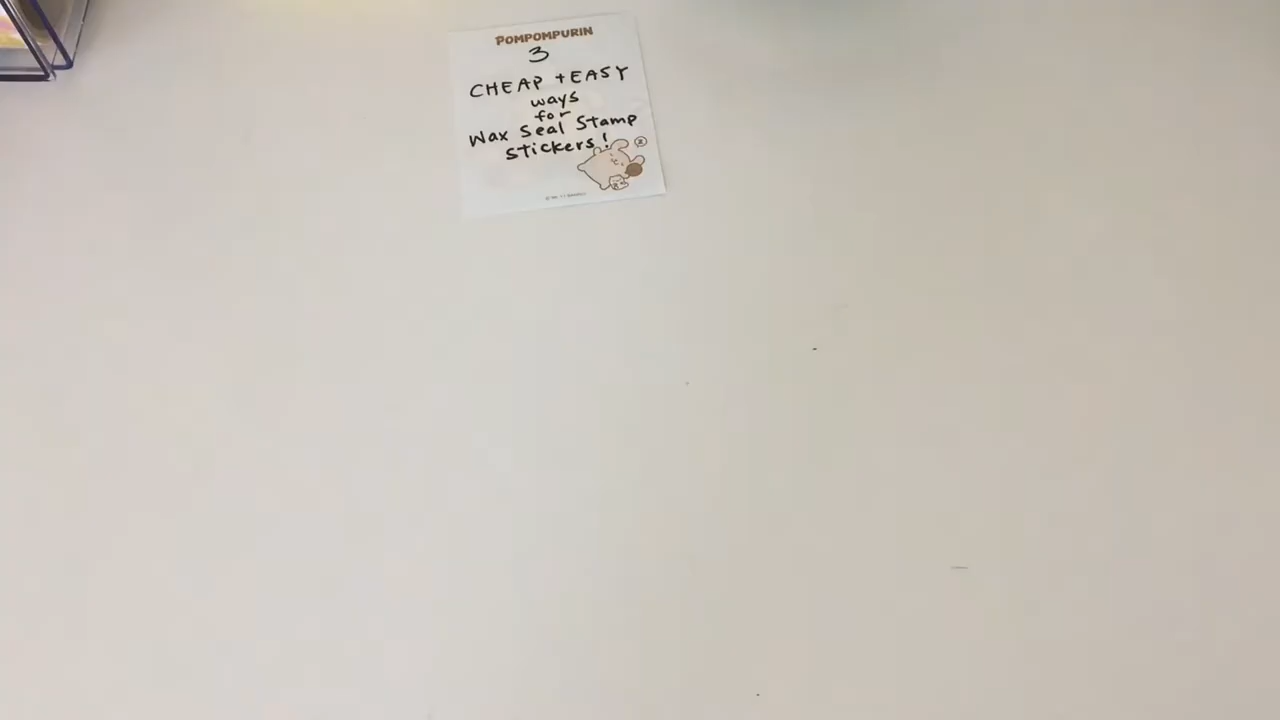 POMPOMPURIN
3
CHEAP + EASY
ways
for
Wax Seal Stamp
Stickers!